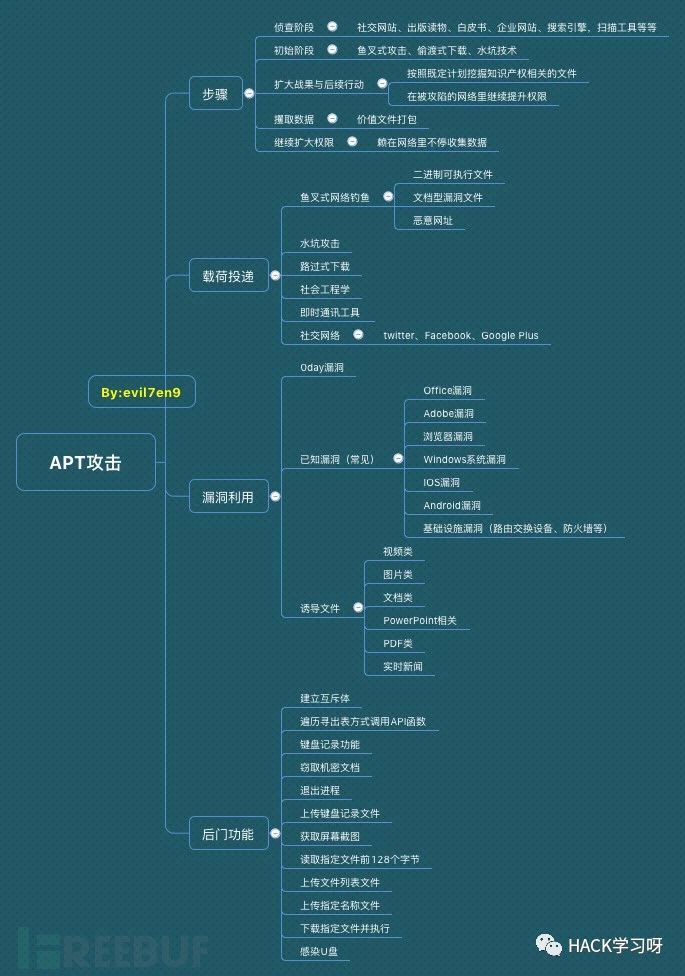 侦查阶段 社交网站、出版读物、白皮书、企业网站、搜索引擎，扫描工具等等
初始阶段 鱼叉式攻击、偷渡式下载、水坑技术
步骤
扩大战果与后续行动
按照既定计划挖掘知识产权相关的文件
在被攻陷的网络里继续提升权限
攫取数据 价值文件打包
继续扩大权限 赖在网络里不停收集数据
鱼叉式网络钓鱼
二进制可执行文件
文档型漏洞文件
恶意网址
载荷投递
水坑攻击
路过式下载
社会工程学
即时通讯工具
社交网络 twitter、Facebook、Google Plus
By:evil7en9
APT攻击
漏洞利用
0day漏洞
已知漏洞（常见）
Office漏洞
Adobe漏洞
浏览器漏洞
Windows系统漏洞
IOS漏洞
Android漏洞
基础设施漏洞（路由交换设备、防火墙等）
诱导文件
视频类
图片类
文档类
PowerPoint相关
PDF类
实时新闻
后门功能
建立互斥体
遍历寻出表方式调用API函数
键盘记录功能
窃取机密文档
退出进程
上传键盘记录文件
获取屏幕截图
读取指定文件前128个字节
上传文件列表文件
上传指定名称文件
下载指定文件并执行
感染U盘
FREEBUF
HACK学习呀